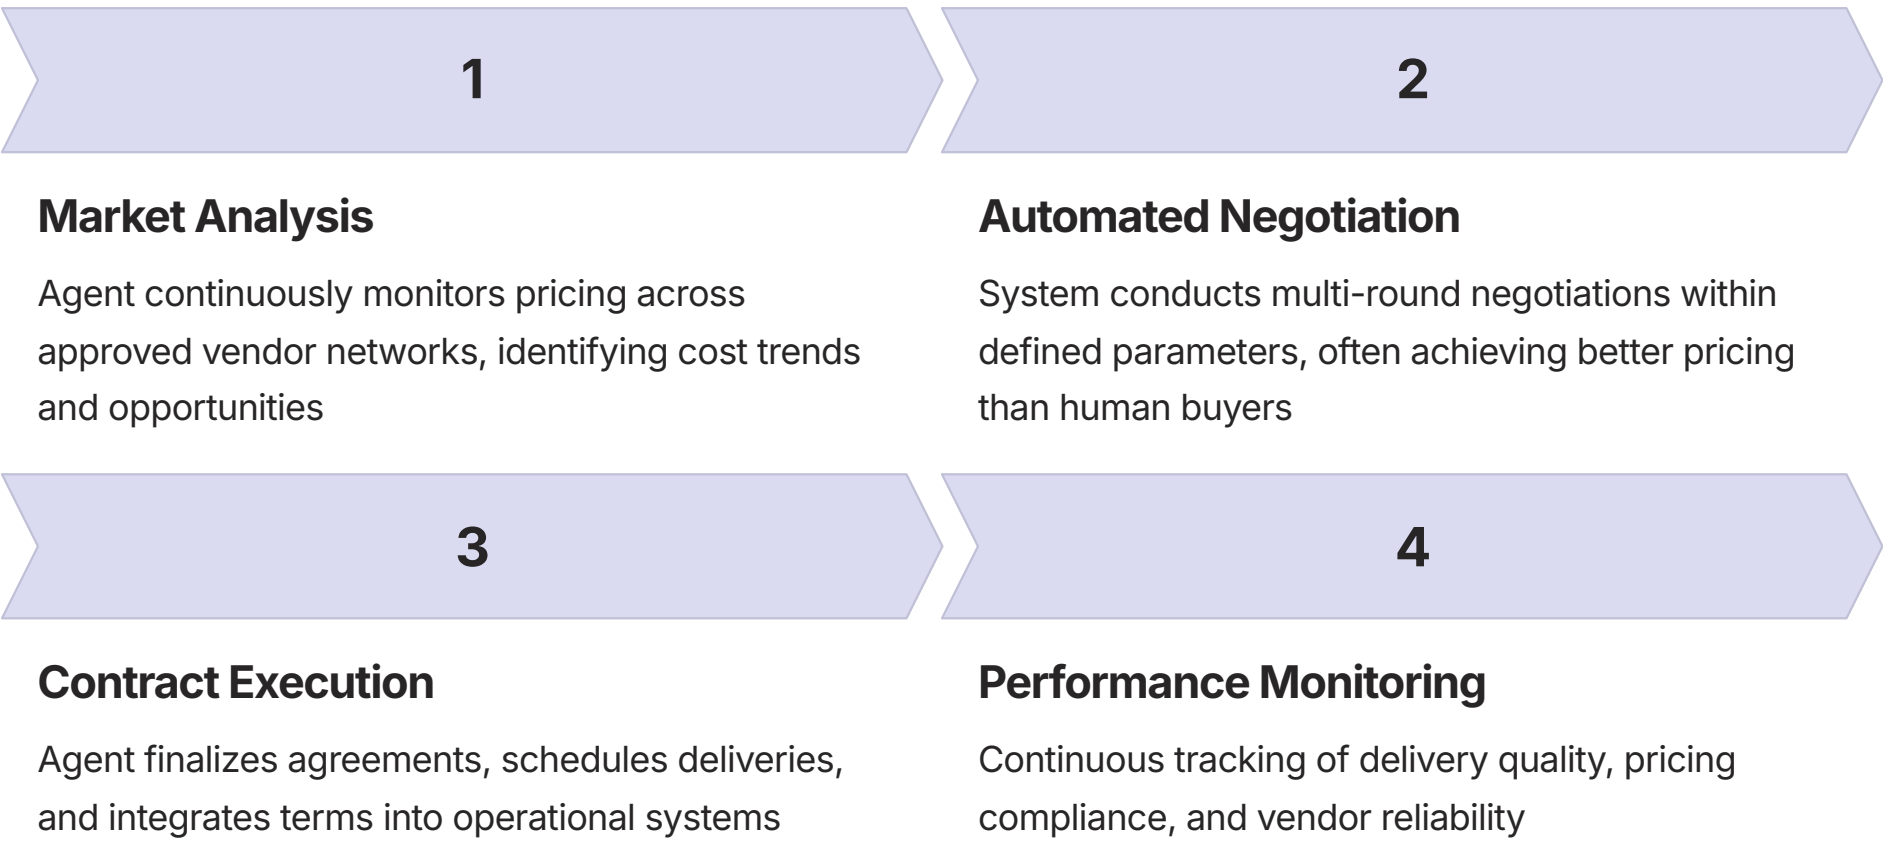 1
2
Market Analysis
Agent continuously monitors pricing across
approved vendor networks, identifying cost trends
and opportunities
Automated Negotiation
System conducts multi-round negotiations within
defined parameters, often achieving better pricing
than human buyers
3
4
Contract Execution
Agent finalizes agreements, schedules deliveries,
and integrates terms into operational systems
Performance Monitoring
Continuous tracking of delivery quality, pricing
compliance, and vendor reliability